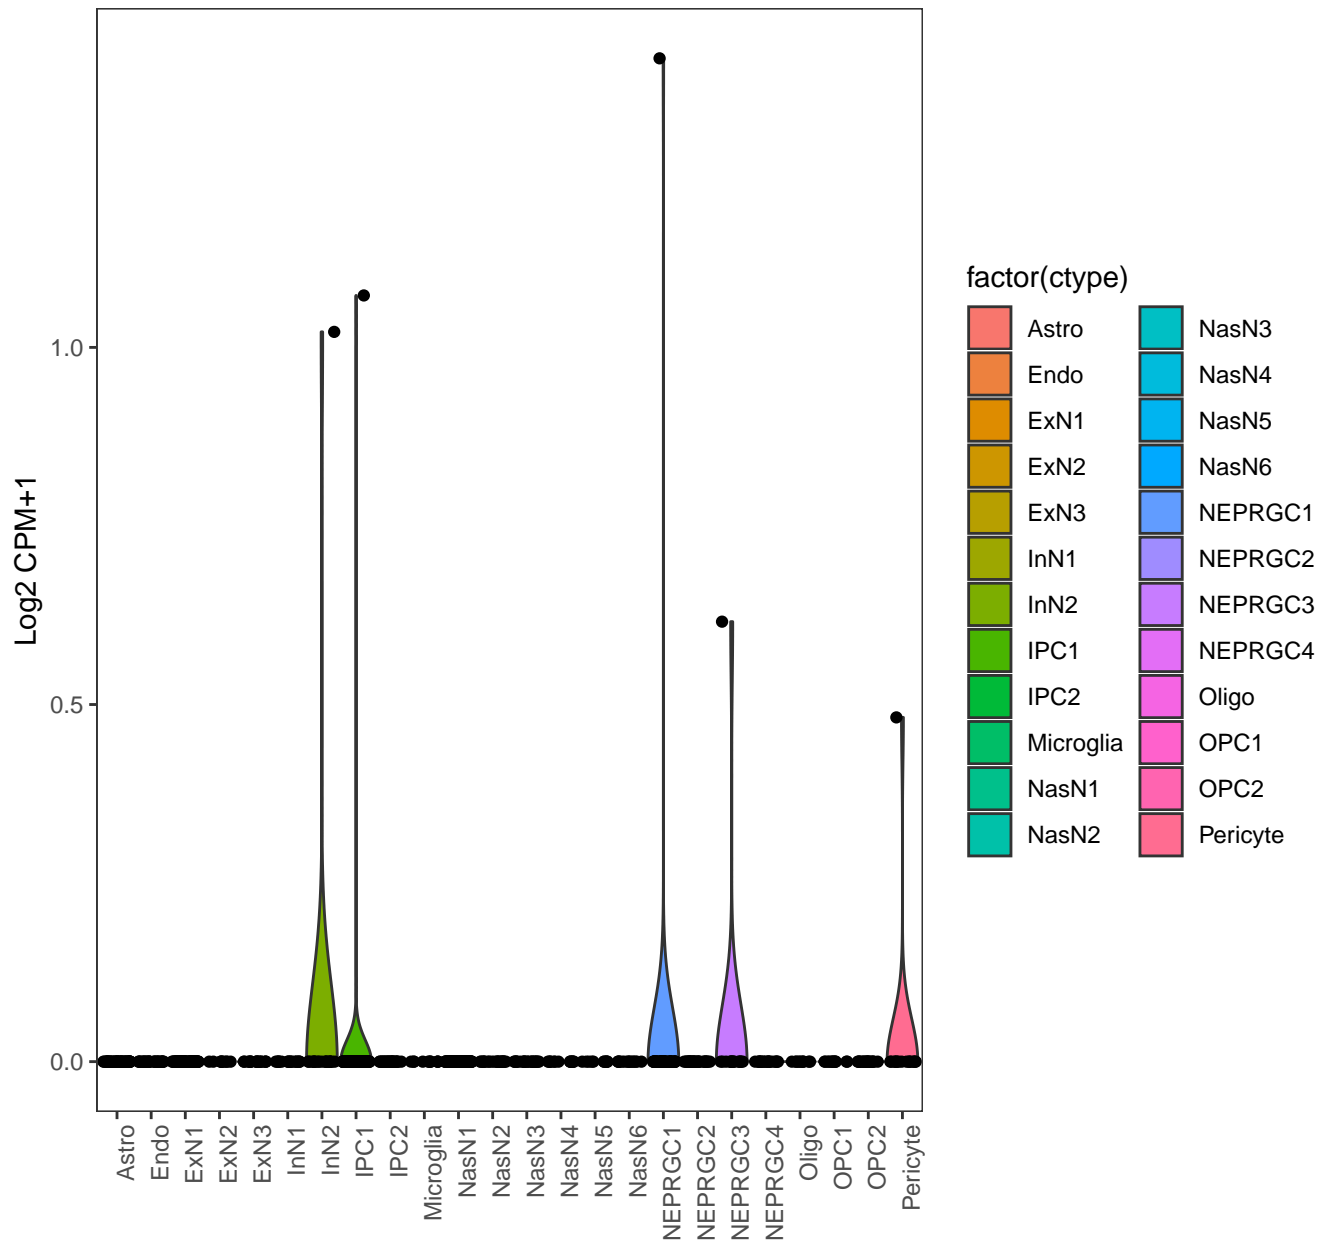 Log2 CPM+1
1.0
0.5
0.0
Astro
Endo
ExN1
ExN2
ExN3
InN1
InN2
IPC1
IPC2
Microglia
NasN1
NasN2
NasN3
NasN4
NasN5
NasN6
NEPRGC1
NEPRGC2
NEPRGC3
NEPRGC4
Oligo
OPC1
OPC2
Pericyte
factor(ctype)
Astro
Endo
ExN1
ExN2
ExN3
InN1
InN2
IPC1
IPC2
Microglia
NasN1
NasN2
NasN3
NasN4
NasN5
NasN6
NEPRGC1
NEPRGC2
NEPRGC3
NEPRGC4
Oligo
OPC1
OPC2
Pericyte